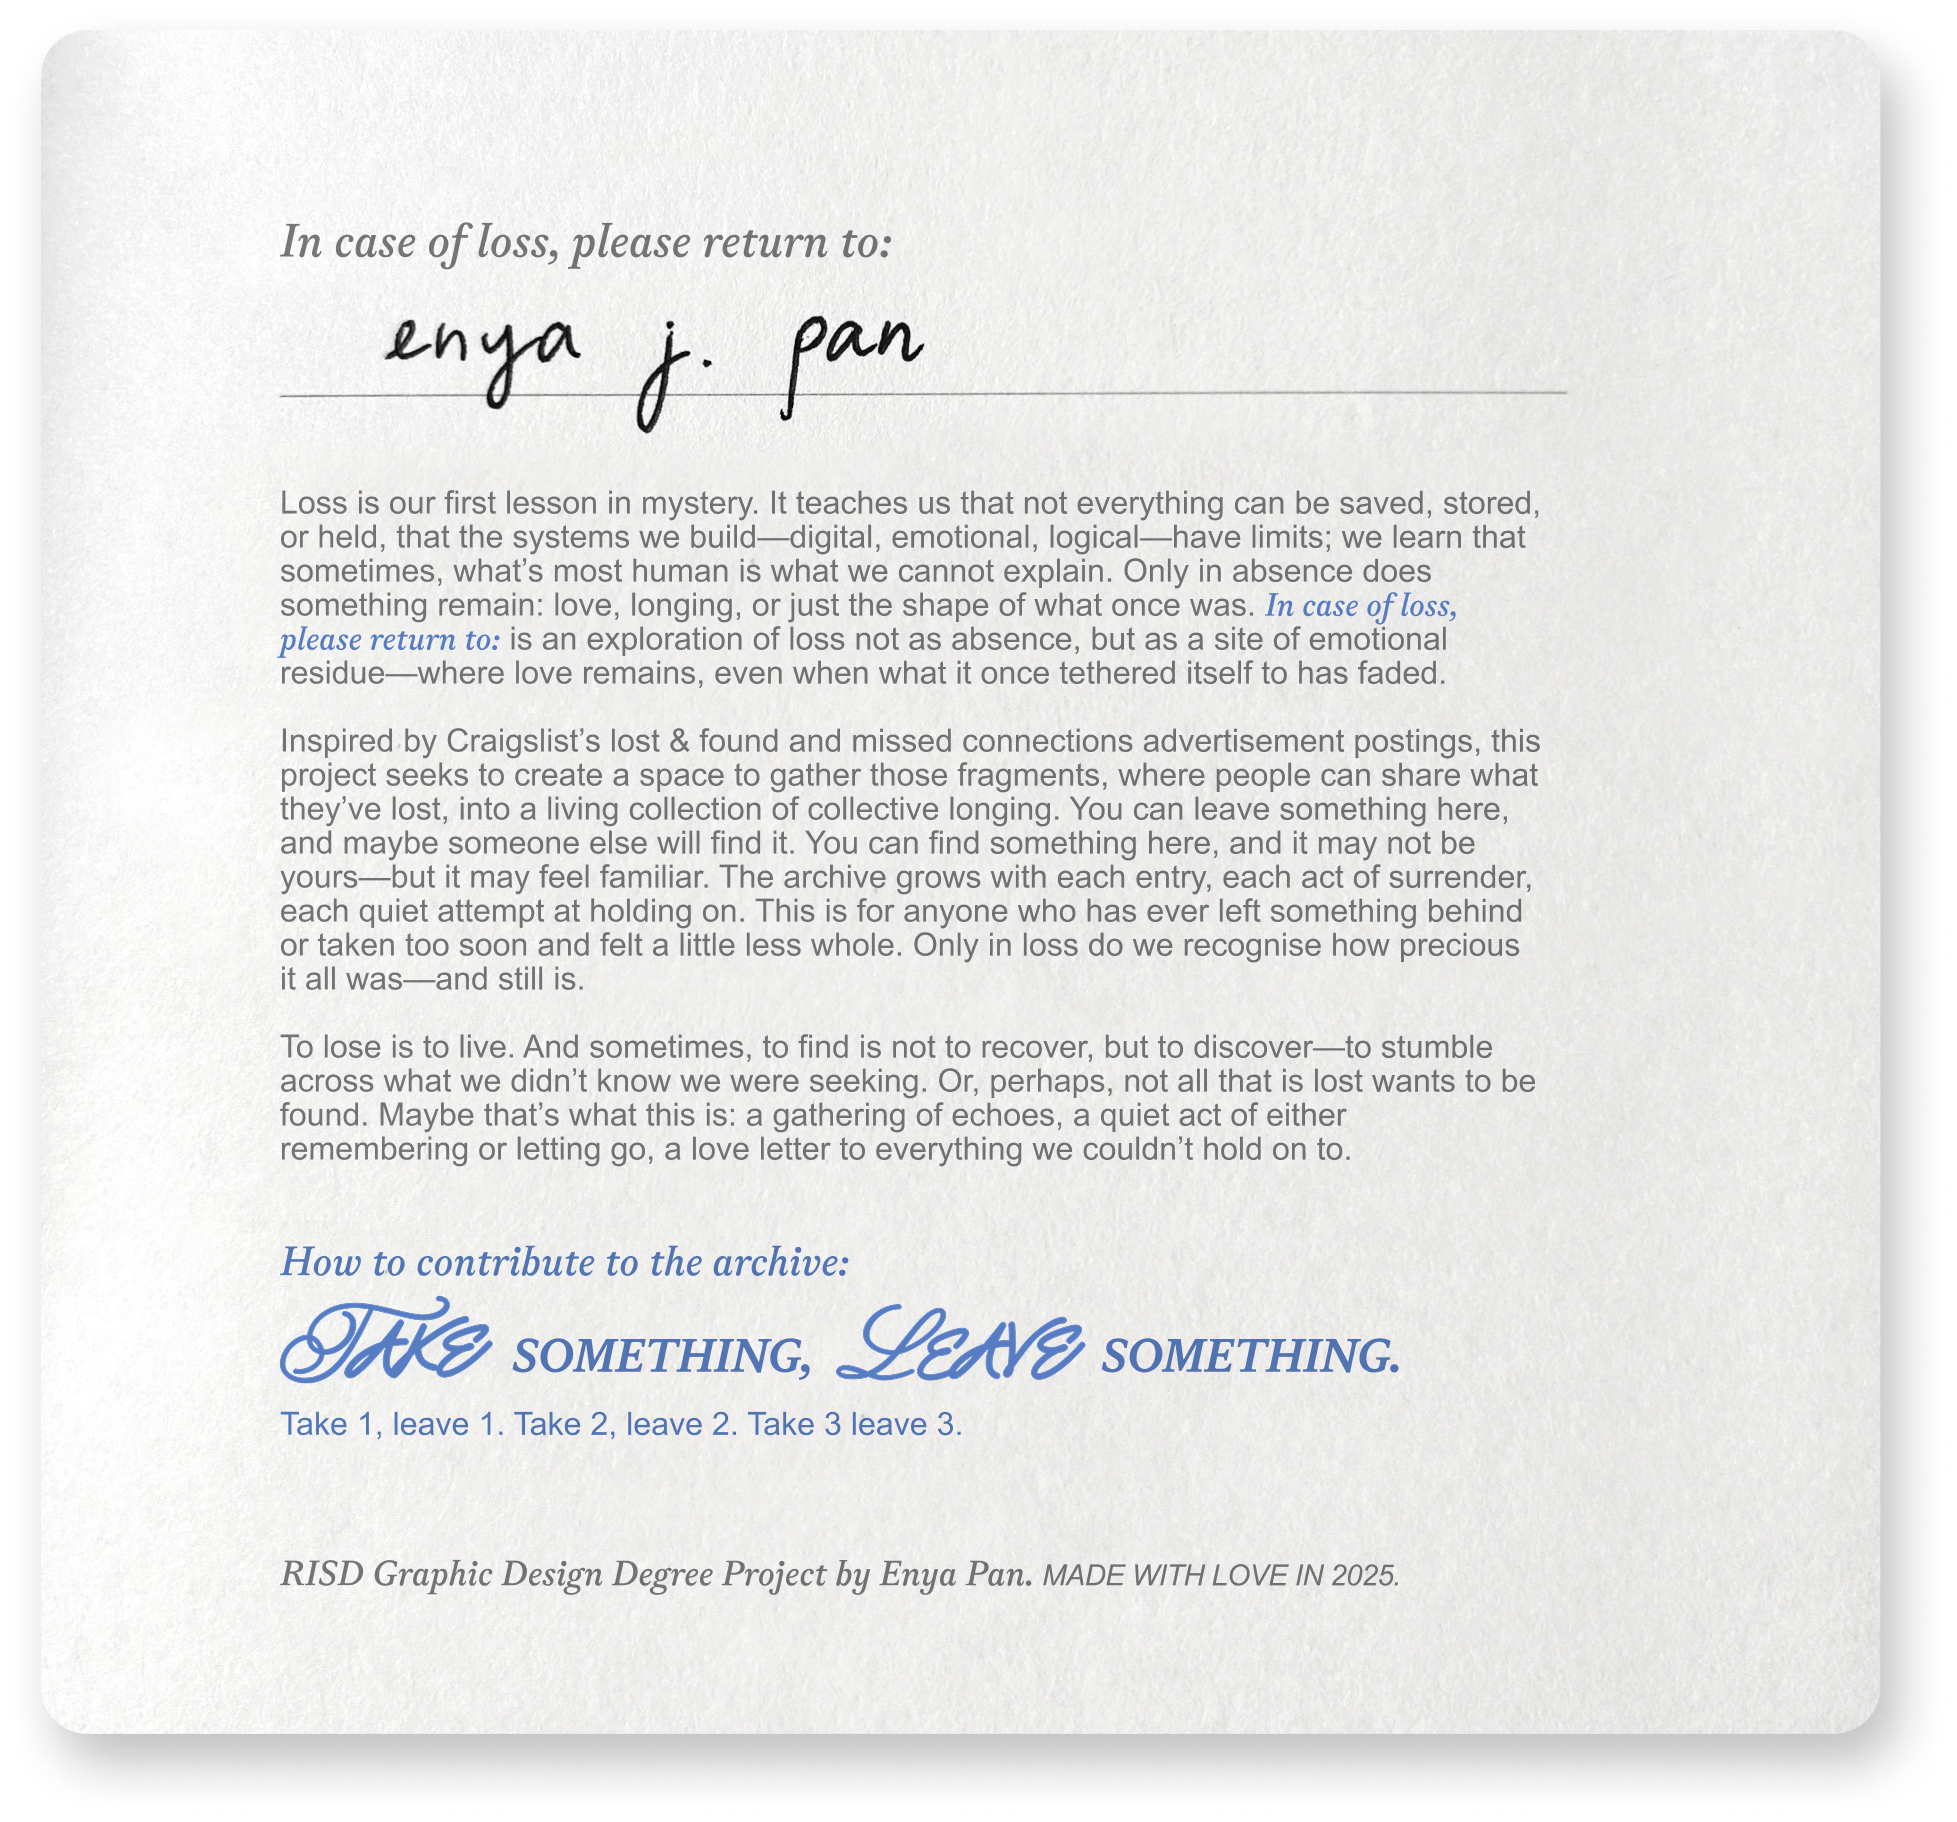 In case of loss, please return to:
enya j. pan
Loss is our first lesson in mystery. It teaches us that not everything can be saved, stored,
or held, that the systems we build—digital, emotional, logical—have limits; we learn that
sometimes, what’s most human is what we cannot explain. Only in absence does
something remain: love, longing, or just the shape of what once was. In case of loss,
please return to: is an exploration of loss not as absence, but as a site of emotional
residue—where love remains, even when what it once tethered itself to has faded.
Inspired by Craigslist’s lost & found and missed connections advertisement postings, this
project seeks to create a space to gather those fragments, where people can share what
they’ve lost, into a living collection of collective longing. You can leave something here,
and maybe someone else will find it. You can find something here, and it may not be
yours—but it may feel familiar. The archive grows with each entry, each act of surrender,
each quiet attempt at holding on. This is for anyone who has ever left something behind
or taken too soon and felt a little less whole. Only in loss do we recognise how precious
it all was—and still is.
To lose is to live. And sometimes, to find is not to recover, but to discover—to stumble
across what we didn’t know we were seeking. Or, perhaps, not all that is lost wants to be
found. Maybe that’s what this is: a gathering of echoes, a quiet act of either
remembering or letting go, a love letter to everything we couldn’t hold on to.
How to contribute to the archive:
TAKE SOMETHING, LEAVE SOMETHING.
Take 1, leave 1. Take 2, leave 2. Take 3 leave 3.
RISD Graphic Design Degree Project by Enya Pan. MADE WITH LOVE IN 2025.